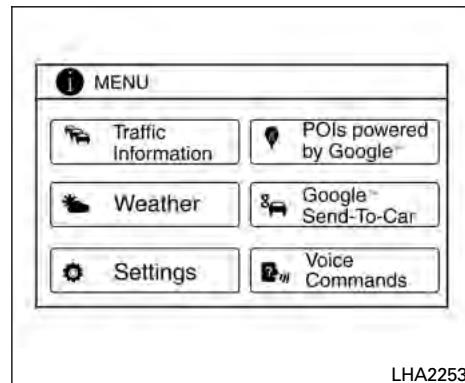 MENU
Traffic
Information
POIs powered
by Google™
Weather
Google™
Send-To-Car
Settings
Voice
Commands
LHA2253